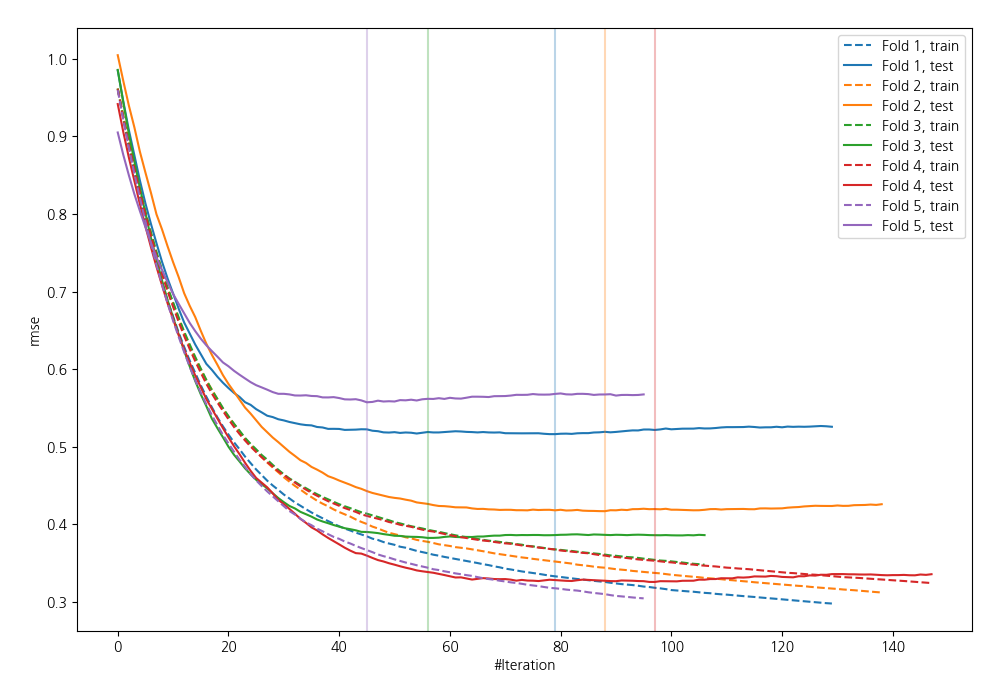 1.0
0.9
0.8
0.7
0.6
0.5
0.4
0.3
rmse
0 20 40 60 80 100 120 140
#Iteration
Fold 1, train
Fold 1, test
Fold 2, train
Fold 2, test
Fold 3, train
Fold 3, test
Fold 4, train
Fold 4, test
Fold 5, train
Fold 5, test